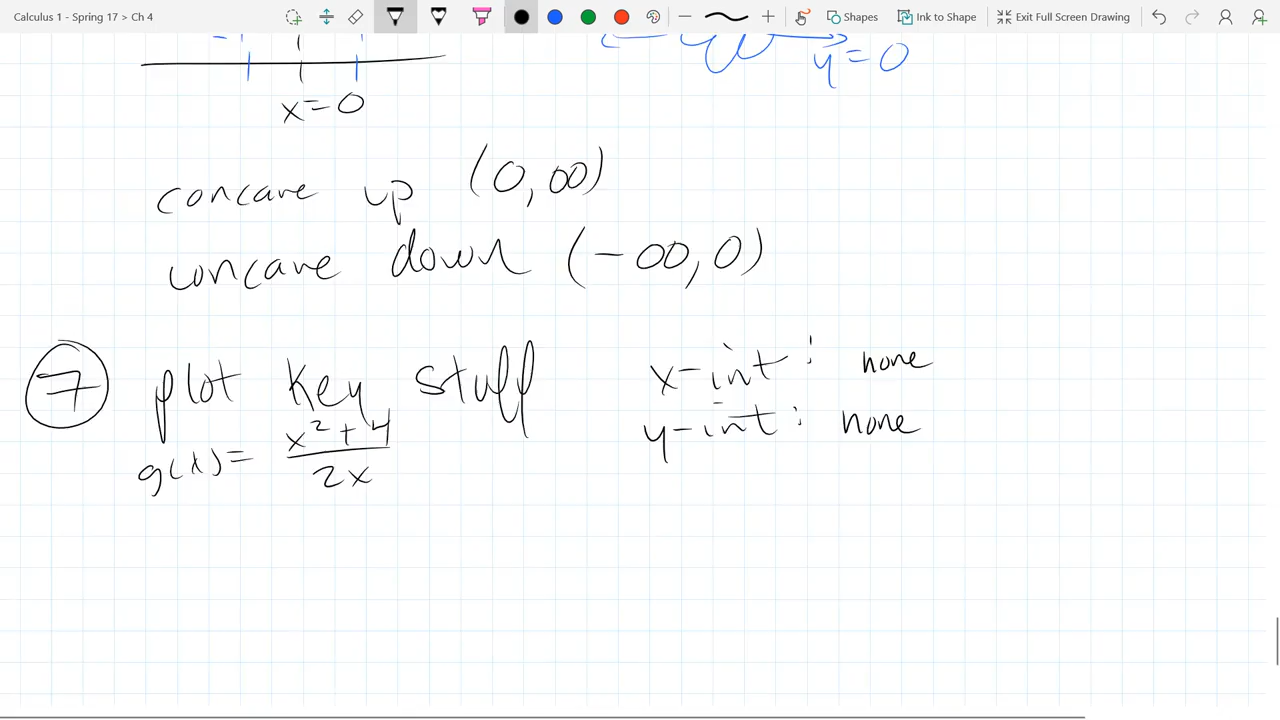 Calculus 1 - Spring 17 > Ch 4
Shapes
Ink to Shape
Exit Full Screen Drawing
y=0
x=0
concave up (0,∞)
concave down (-∞,0)
7 plot key stuff
x-int: none
y-int: none
g(x)= x²+4 / 2x